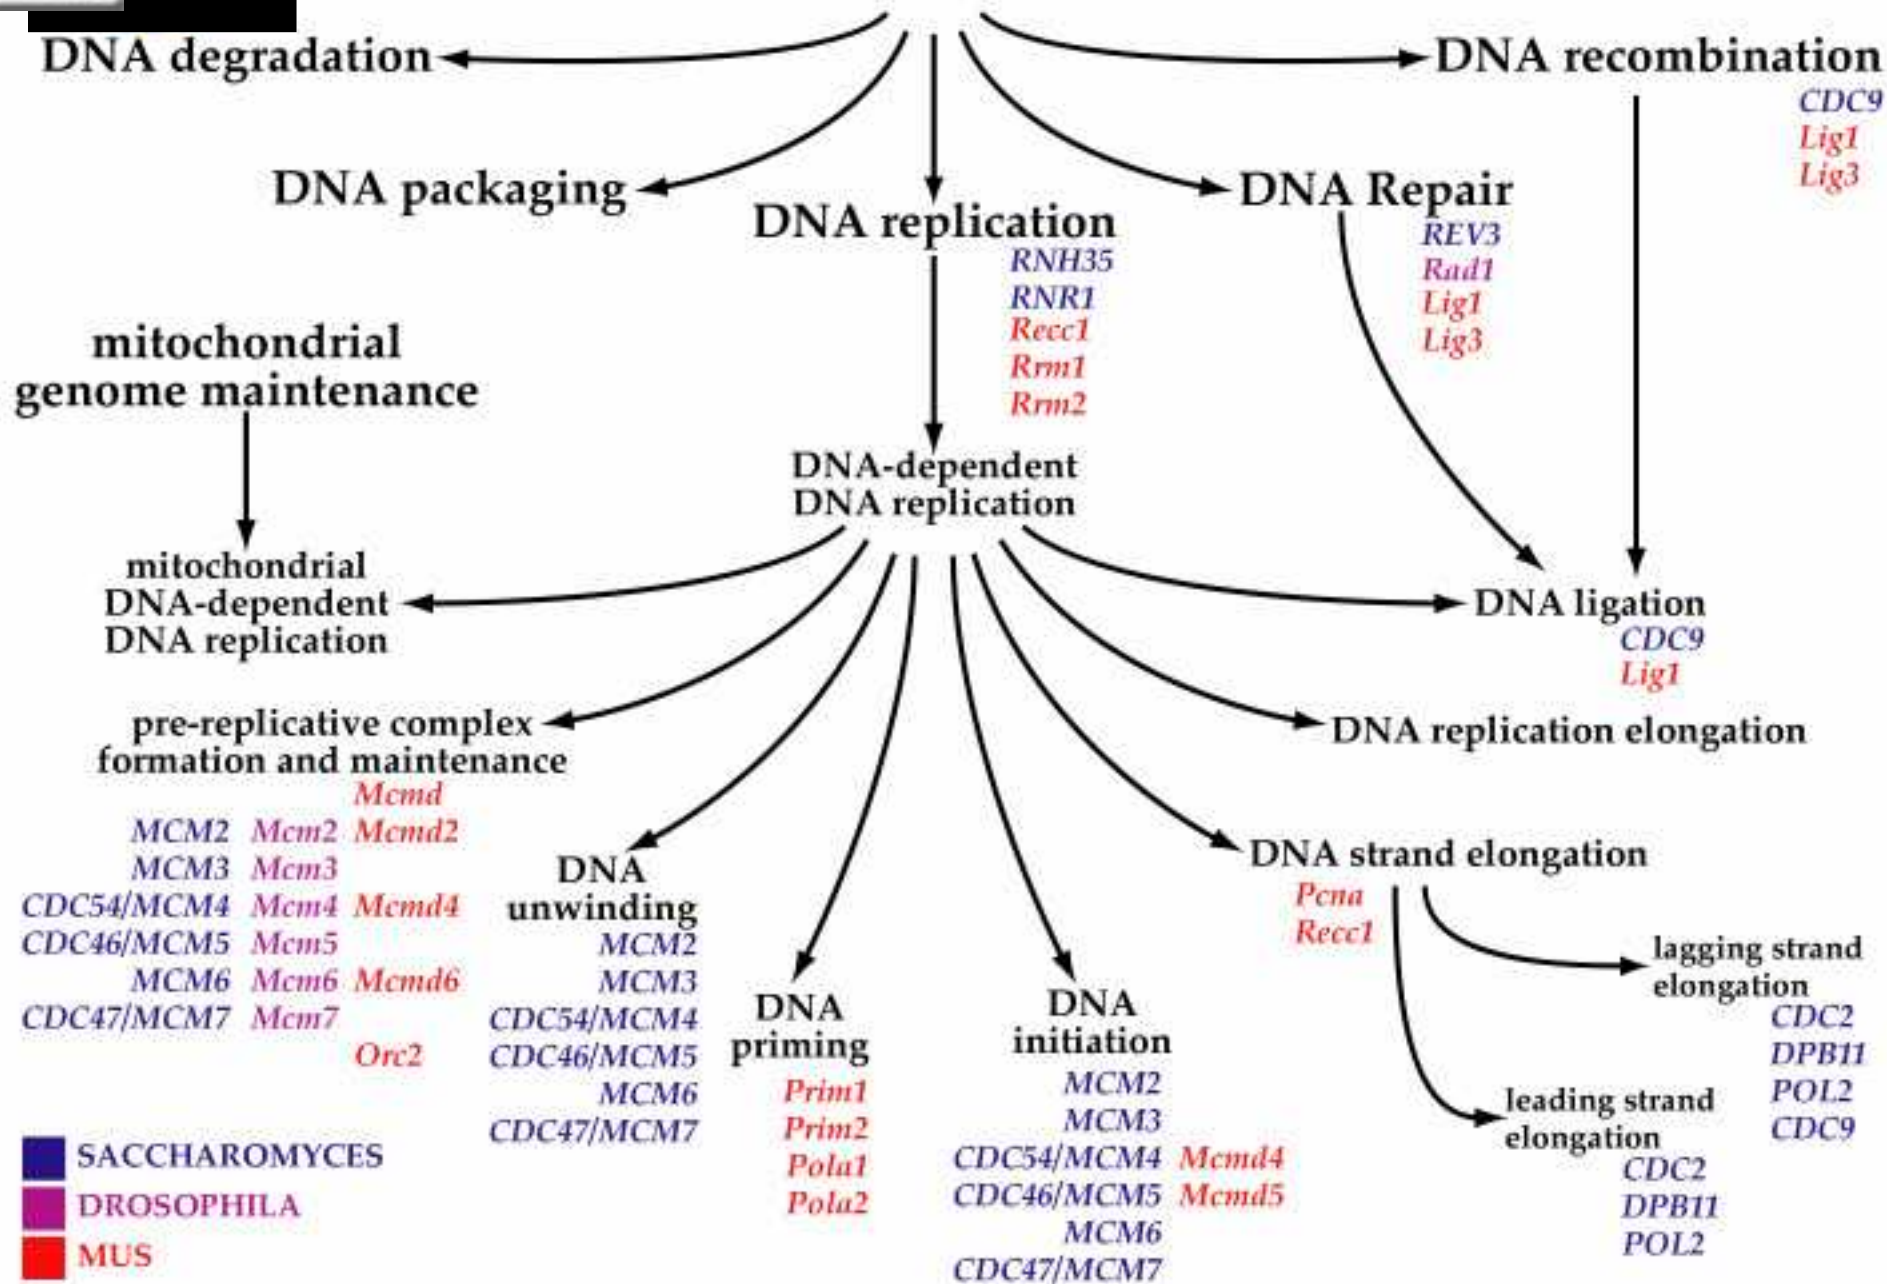 DNA degradation
DNA recombination
CDC9
Lig1
Lig3
DNA packaging
DNA replication
RNH35
RNR1
Recc1
Rrm1
Rrm2
DNA Repair
REV3
Rad1
Lig1
Lig3
mitochondrial
genome maintenance
DNA-dependent
DNA replication
mitochondrial
DNA-dependent
DNA replication
DNA ligation
CDC9
Lig1
pre-replicative complex
formation and maintenance
Mcmd
MCM2 Mcm2 Mcmd2
MCM3 Mcm3
CDC54/MCM4 Mcm4 Mcmd4
CDC46/MCM5 Mcm5
MCM6 Mcm6 Mcmd6
CDC47/MCM7 Mcm7
Orc2
DNA
unwinding
MCM2
MCM3
CDC54/MCM4
CDC46/MCM5
MCM6
CDC47/MCM7
DNA
priming
Prim1
Prim2
Pola1
Pola2
DNA
initiation
MCM2
MCM3
CDC54/MCM4 Mcmd4
CDC46/MCM5 Mcmd5
MCM6
CDC47/MCM7
DNA replication elongation
DNA strand elongation
Pcna
Recc1
lagging strand
elongation
CDC2
DPB11
POL2
CDC9
leading strand
elongation
CDC2
DPB11
POL2
SACCHAROMYCES
DROSOPHILA
MUS